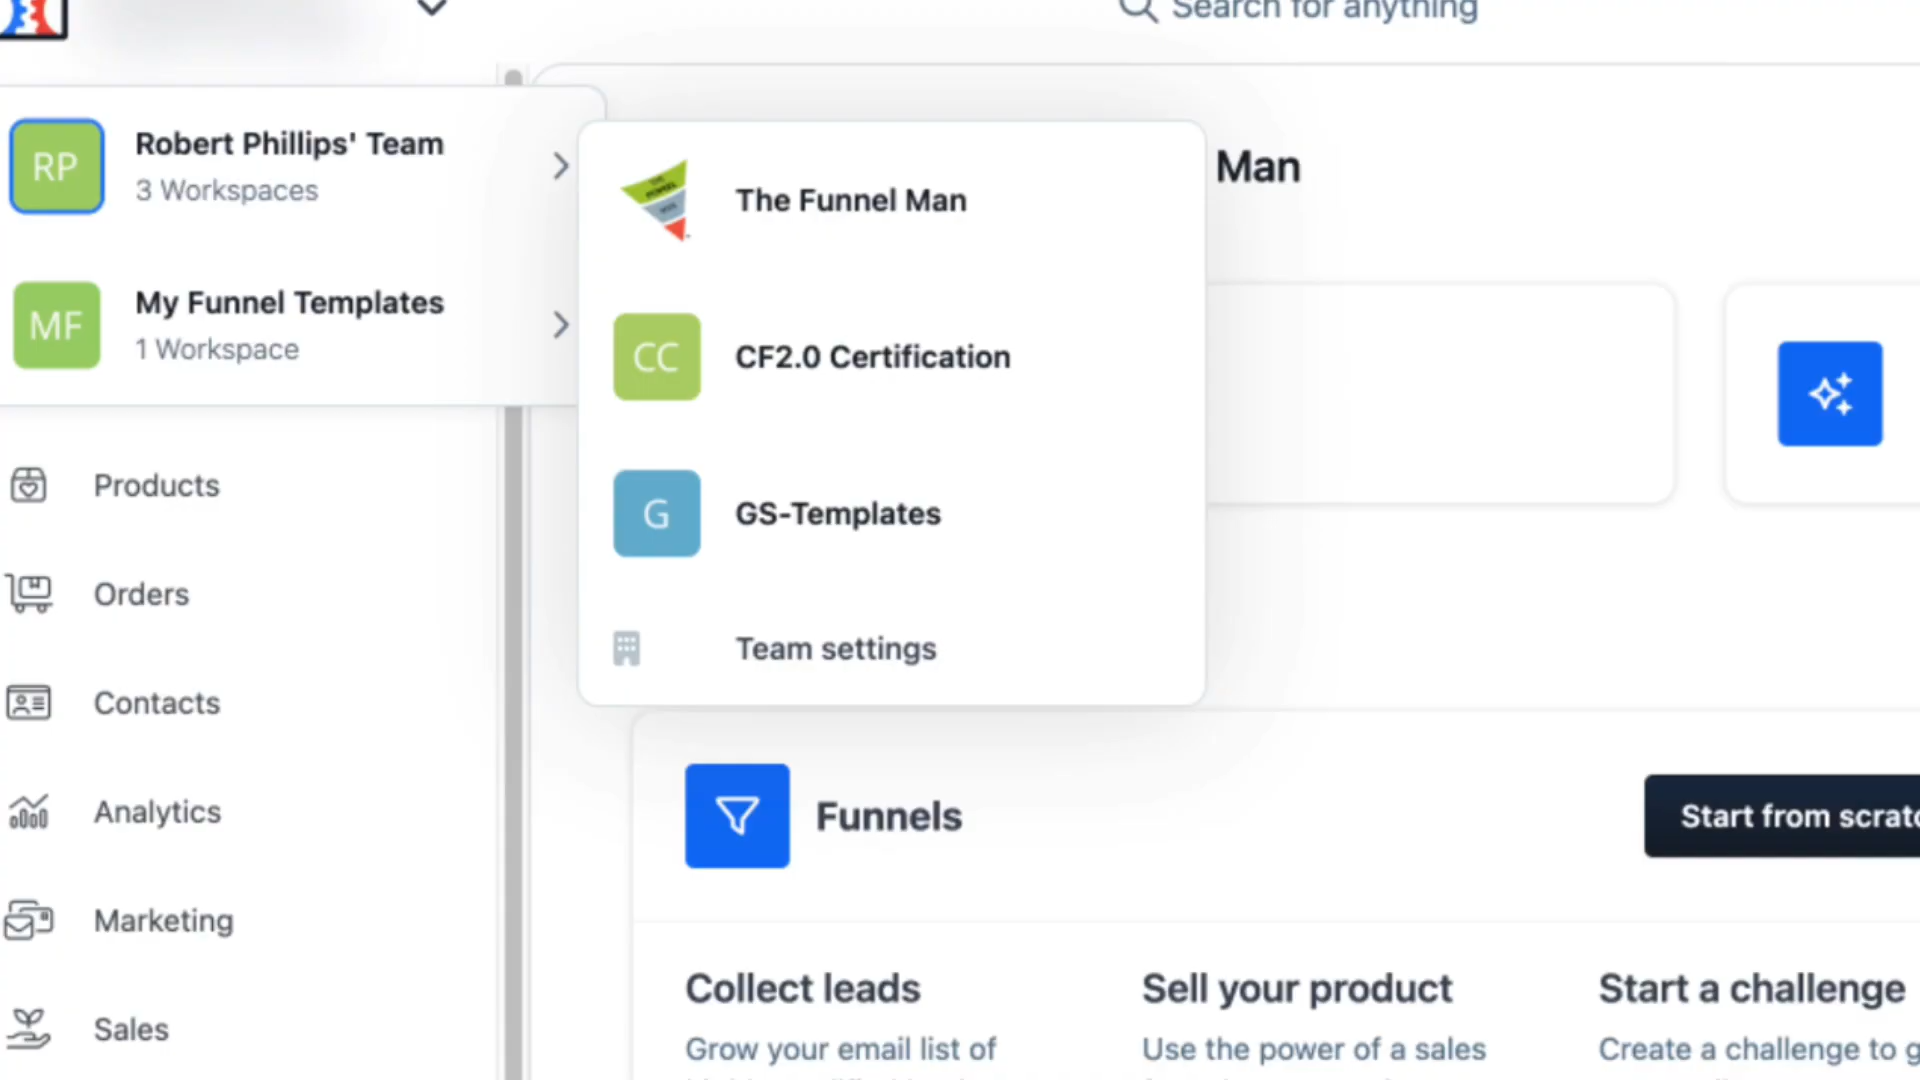 Search for anything
RP
Robert Phillips' Team
3 Workspaces
MF
My Funnel Templates
1 Workspace
Products
Orders
Contacts
Analytics
Marketing
Sales
The Funnel Man
CC
CF2.0 Certification
G
GS-Templates
Team settings
Man
Funnels
Start from scratc
Collect leads
Grow your email list of
Sell your product
Use the power of a sales
Start a challenge
Create a challenge to g